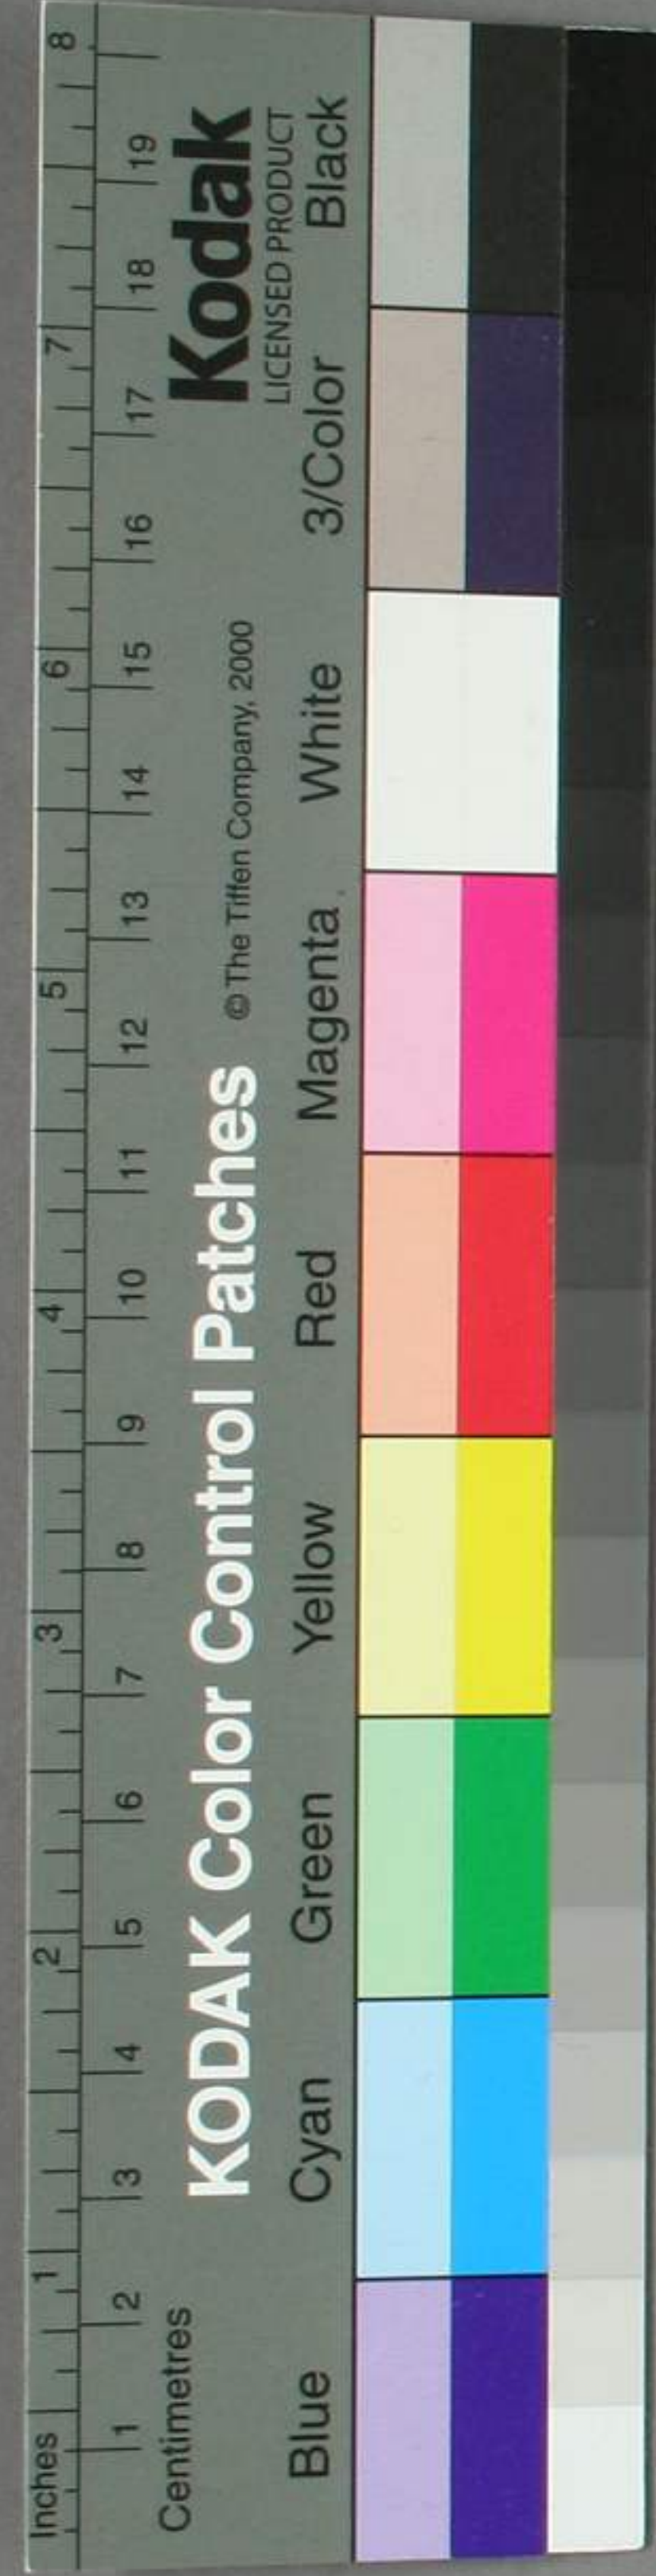 Inches 1 2 3 4 5 6 7 8
1 2 3 4 5 6 7 8 9 10 11 12 13 14 15 16 17 18 19
Centimetres
KODAK Color Control Patches © The Tiffen Company, 2000 Kodak
LICENSED PRODUCT
Blue Cyan Green Yellow Red Magenta White 3/Color Black